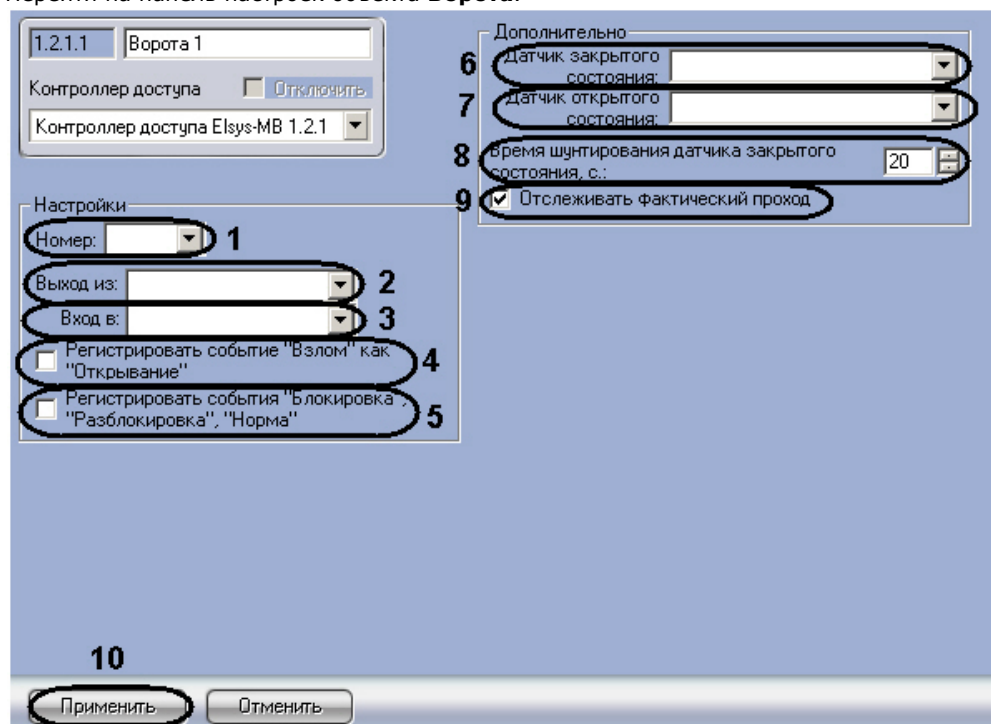 Перейти на панель настроек объекта Ворота.
1.2.1.1 Ворота 1
Контроллер доступа Отключить
Контроллер доступа Elsys-MB 1.2.1
Настройки
Номер: 1
Выход из: 2
Вход в: 3
Регистрировать событие "Взлом" как
"Открывание" 4
Регистрировать события "Блокировка",
"Разблокировка", "Норма" 5
Дополнительно
6 Датчик закрытого
состояния:
7 Датчик открытого
состояния:
8 Время шунтирования датчика закрытого
состояния, с.: 20
9 Отслеживать фактический проход
10
Применить Отменить